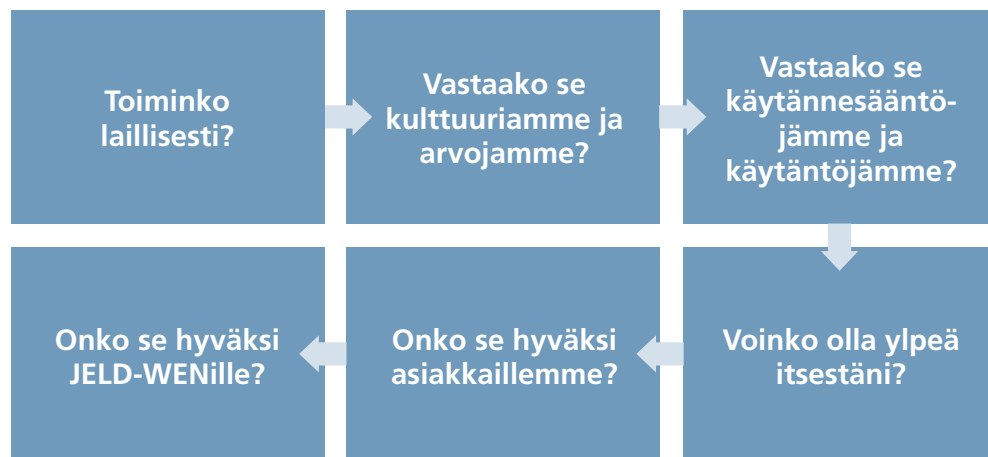 Toiminko
laillisesti?
Vastaako se
kulttuuriamme ja
arvojamme?
Vastaako se
käytännesääntö-
jämme ja
käytäntöjämme?
Voinko olla ylpeä
itsestäni?
Onko se hyväksi
asiakkaillemme?
Onko se hyväksi
JELD-WENille?